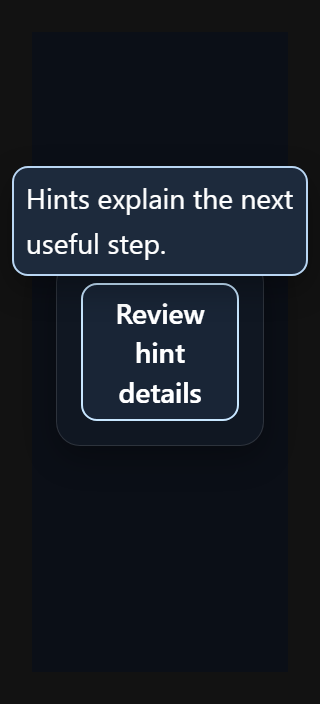 Hints explain the next
useful step.
Review
hint
details